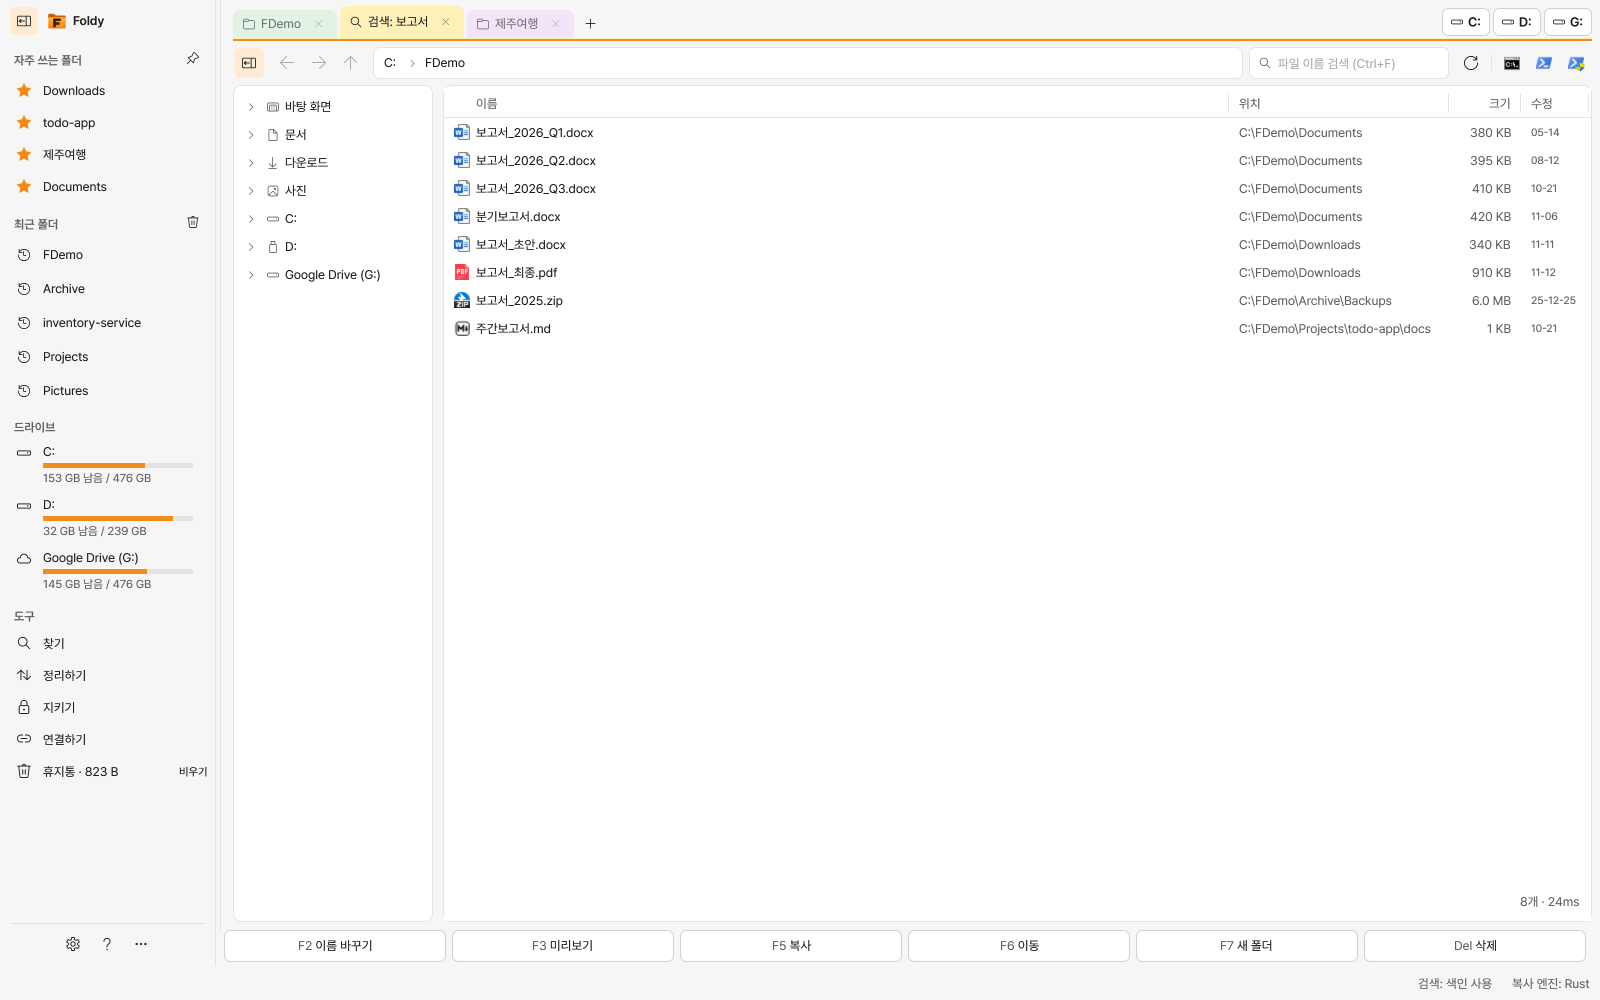 Foldy
자주 쓰는 폴더
Downloads
todo-app
제주여행
Documents
최근 폴더
FDemo
Archive
inventory-service
Projects
Pictures
드라이브
C:
153 GB 남음 / 476 GB
D:
32 GB 남음 / 239 GB
Google Drive (G:)
145 GB 남음 / 476 GB
도구
찾기
정리하기
지키기
연결하기
휴지통 · 823 B 비우기
FDemo
검색: 보고서
제주여행
C: D: G:
C: FDemo
파일 이름 검색 (Ctrl+F)
바탕 화면
문서
다운로드
사진
C:
D:
Google Drive (G:)
이름 위치 크기 수정
보고서_2026_Q1.docx C:\FDemo\Documents 380 KB 05-14
보고서_2026_Q2.docx C:\FDemo\Documents 395 KB 08-12
보고서_2026_Q3.docx C:\FDemo\Documents 410 KB 10-21
분기보고서.docx C:\FDemo\Documents 420 KB 11-06
보고서_초안.docx C:\FDemo\Downloads 340 KB 11-11
PDF 보고서_최종.pdf C:\FDemo\Downloads 910 KB 11-12
ZIP 보고서_2025.zip C:\FDemo\Archive\Backups 6.0 MB 25-12-25
주간보고서.md C:\FDemo\Projects\todo-app\docs 1 KB 10-21
8개 · 24ms
F2 이름 바꾸기 F3 미리보기 F5 복사 F6 이동 F7 새 폴더 Del 삭제
검색: 색인 사용 복사 엔진: Rust